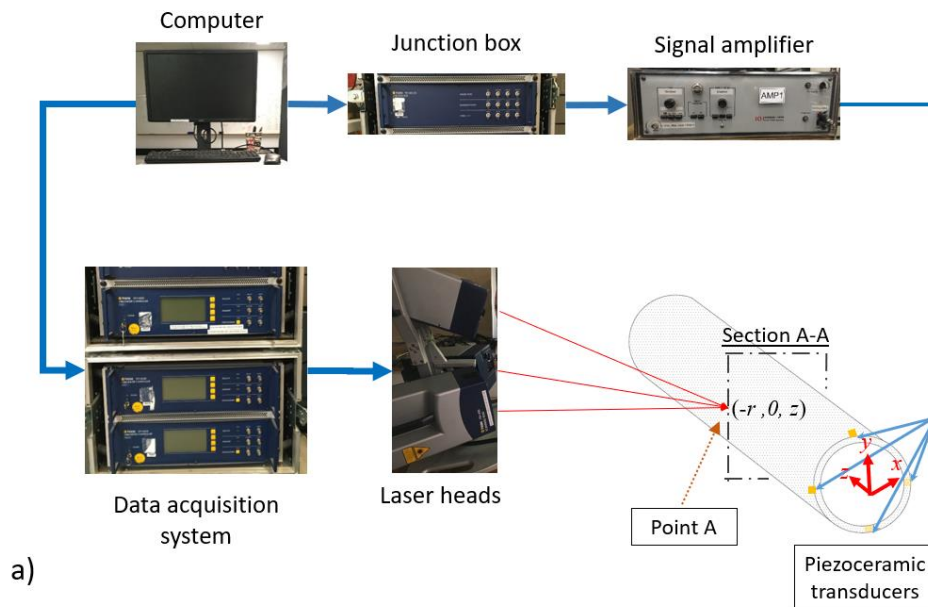 Computer
Junction box
Signal amplifier
AMP1
Section A-A
(-r ,0, z)
y
z
x
Data acquisition
system
Laser heads
Point A
Piezoceramic
transducers
a)